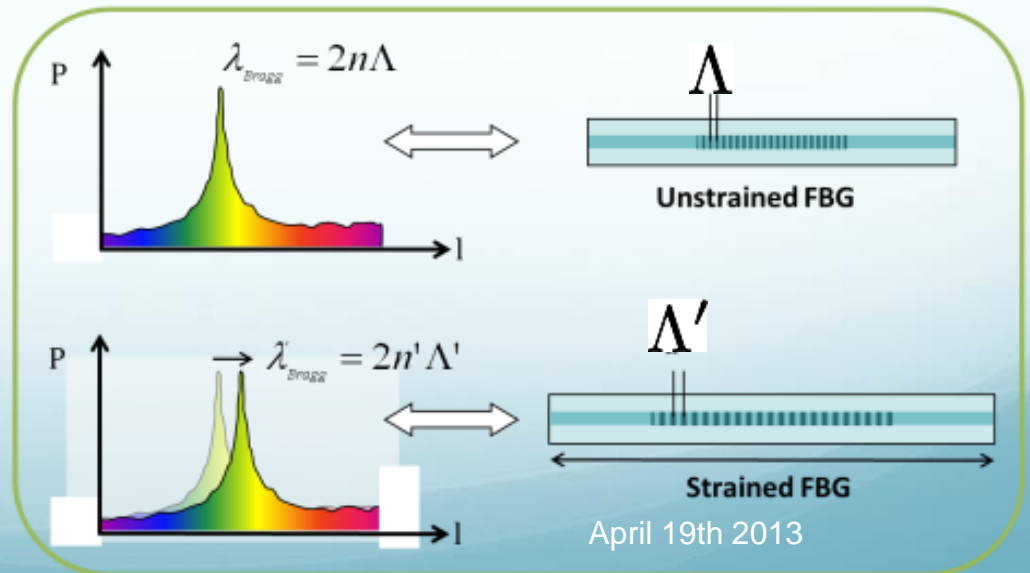 λBragg = 2nΛ
P
l
Λ
Unstrained FBG
λ'Bragg = 2n'Λ'
P
l
Λ′
Strained FBG
April 19th 2013